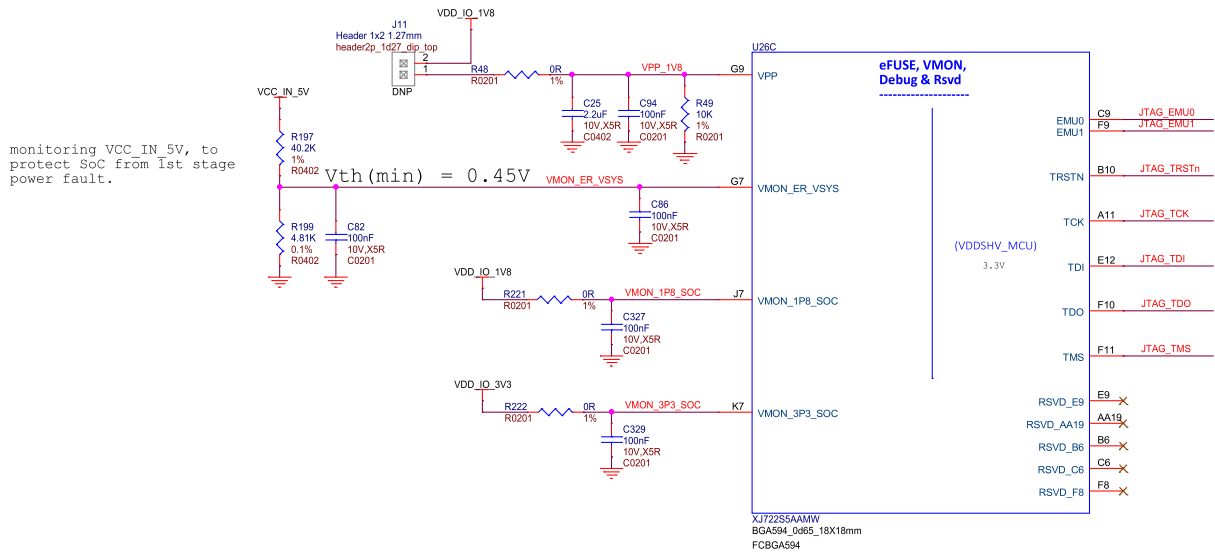 VDD_IO_1V8
J11
Header 1x2 1.27mm
header2p_1d27_dip_top
2
1
DNP
R48
R0201
0R
1%
VPP_1V8
G9
VPP
C25
2.2uF
10V,X5R
C0402
C94
100nF
10V,X5R
C0201
R49
10K
1%
R0201
VCC_IN_5V
R197
40.2K
1%
R0402
monitoring VCC_IN_5V, to
protect SoC from 1st stage
power fault.
Vth(min) = 0.45V
VMON_ER_VSYS
G7
VMON_ER_VSYS
R199
4.81K
0.1%
R0402
C82
100nF
10V,X5R
C0201
C86
100nF
10V,X5R
C0201
VDD_IO_1V8
R221
R0201
0R
1%
VMON_1P8_SOC
J7
VMON_1P8_SOC
C327
100nF
10V,X5R
C0201
VDD_IO_3V3
R222
R0201
0R
1%
VMON_3P3_SOC
K7
VMON_3P3_SOC
C329
100nF
10V,X5R
C0201
U26C
eFUSE, VMON,
Debug & Rsvd
--------------------
(VDDSHV_MCU)
3.3V
EMU0
C9
JTAG_EMU0
EMU1
F9
JTAG_EMU1
TRSTN
B10
JTAG_TRSTn
TCK
A11
JTAG_TCK
TDI
E12
JTAG_TDI
TDO
F10
JTAG_TDO
TMS
F11
JTAG_TMS
RSVD_E9
E9
RSVD_AA19
AA19
RSVD_B6
B6
RSVD_C6
C6
RSVD_F8
F8
XJ722S5AAMW
BGA594_0d65_18X18mm
FCBGA594